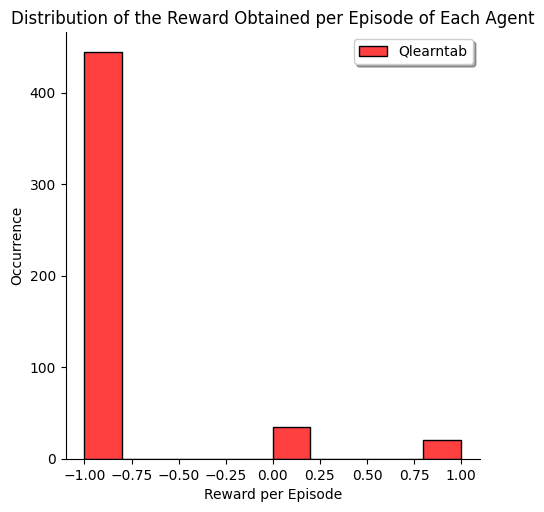 Distribution of the Reward Obtained per Episode of Each Agent
Qlearntab
Occurrence
400
300
200
100
0
−1.00 −0.75 −0.50 −0.25 0.00 0.25 0.50 0.75 1.00
Reward per Episode